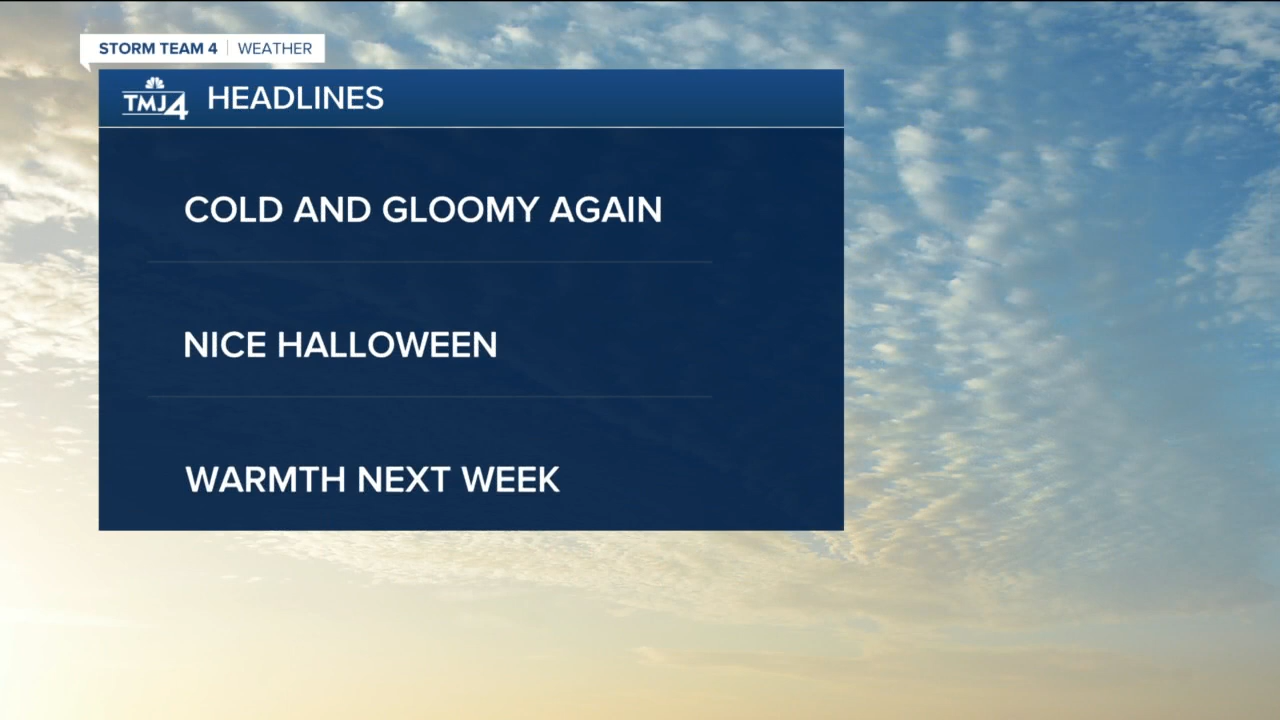 STORM TEAM 4 | WEATHER
TMJ4 HEADLINES
COLD AND GLOOMY AGAIN
NICE HALLOWEEN
WARMTH NEXT WEEK